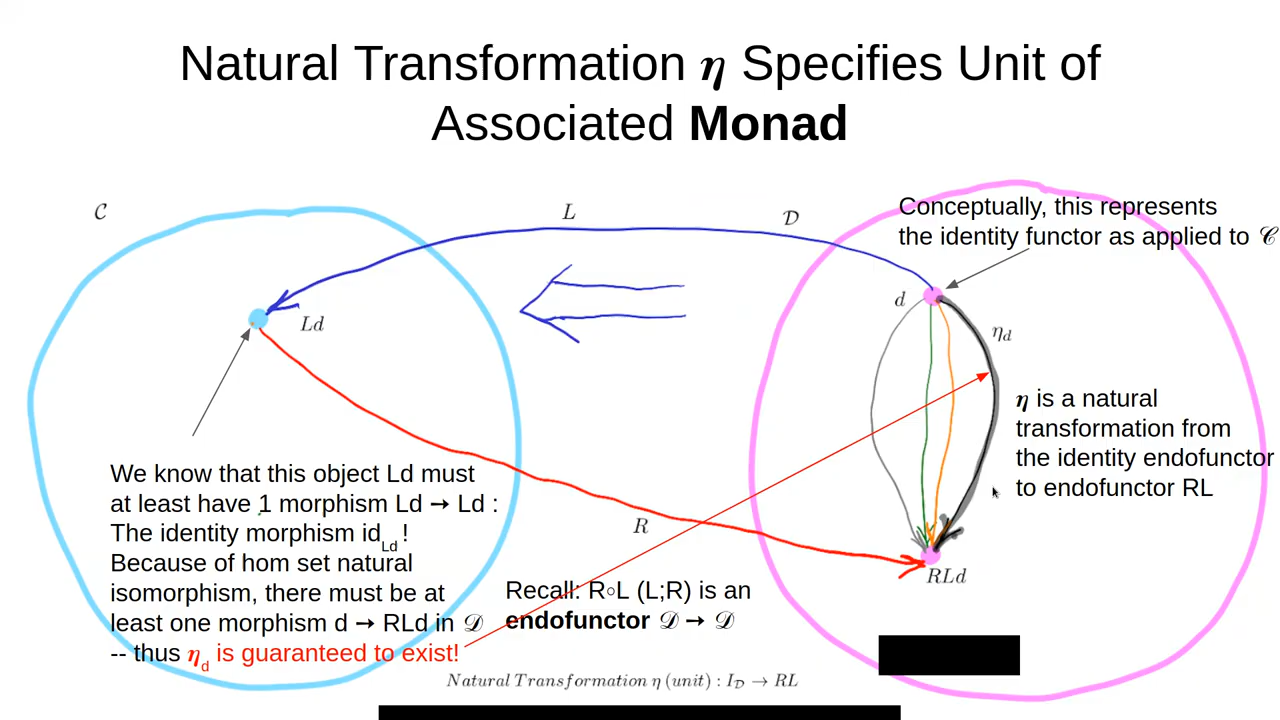 Natural Transformation η Specifies Unit of
Associated Monad
𝒞
L
𝒟
Conceptually, this represents
the identity functor as applied to 𝒞
d
Ld
η_d
η is a natural
transformation from
the identity endofunctor
to endofunctor RL
We know that this object Ld must
at least have 1 morphism Ld → Ld :
The identity morphism id_Ld !
Because of hom set natural
isomorphism, there must be at
least one morphism d → RLd in 𝒟
-- thus η_d is guaranteed to exist!
R
RLd
Recall: R∘L (L;R) is an
endofunctor 𝒟 → 𝒟
Natural Transformation η (unit) : I_𝒟 → RL